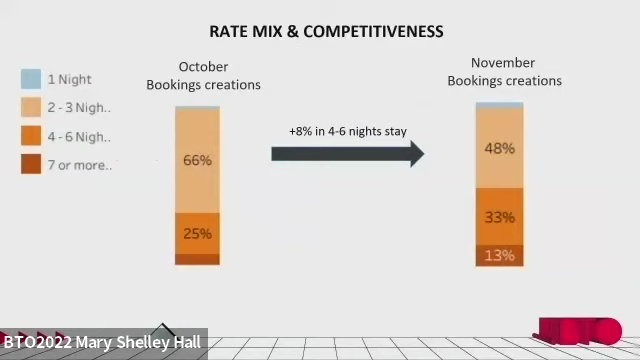 RATE MIX & COMPETITIVENESS
October
Bookings creations
November
Bookings creations
1 Night
2 - 3 Nigh..
4 - 6 Nigh..
7 or more..
+8% in 4-6 nights stay
66%
25%
48%
33%
13%
BTO2022 Mary Shelley Hall
BTO